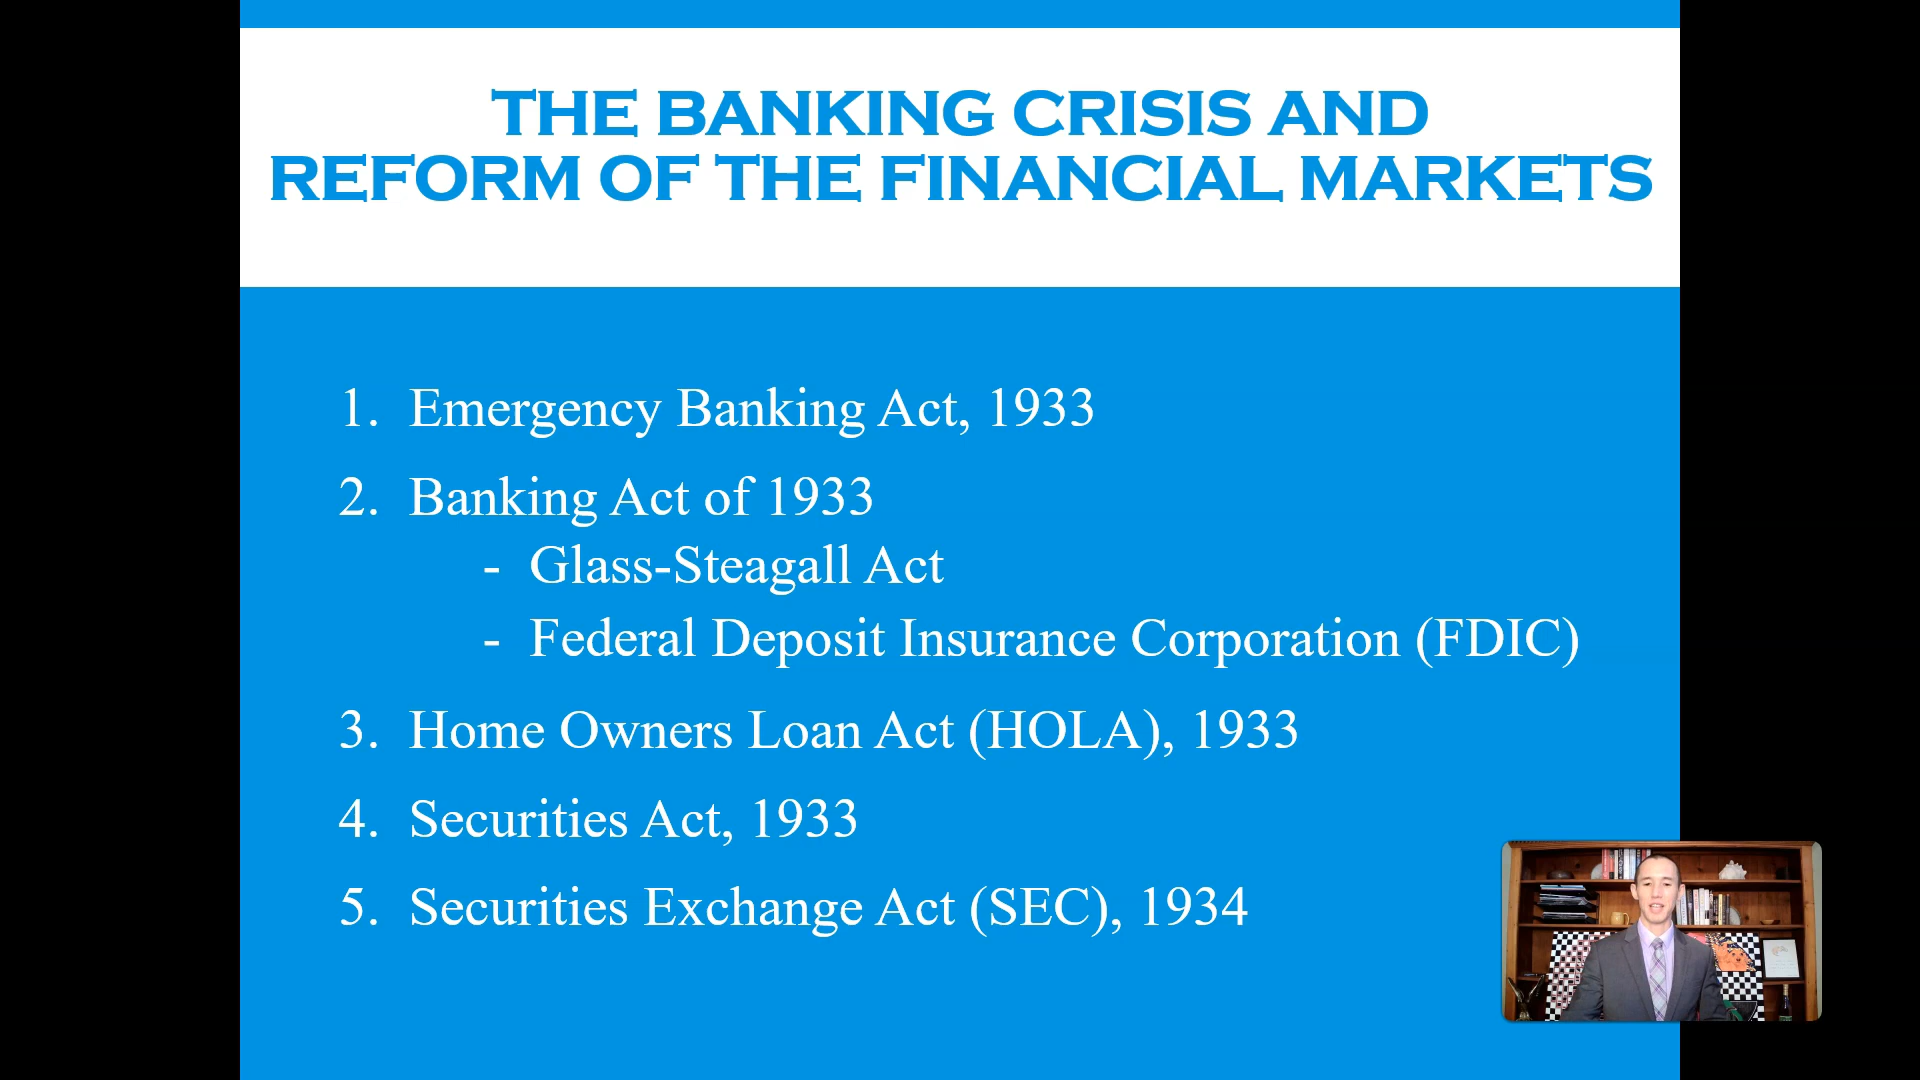 THE BANKING CRISIS AND
REFORM OF THE FINANCIAL MARKETS
1. Emergency Banking Act, 1933
2. Banking Act of 1933
- Glass-Steagall Act
- Federal Deposit Insurance Corporation (FDIC)
3. Home Owners Loan Act (HOLA), 1933
4. Securities Act, 1933
5. Securities Exchange Act (SEC), 1934